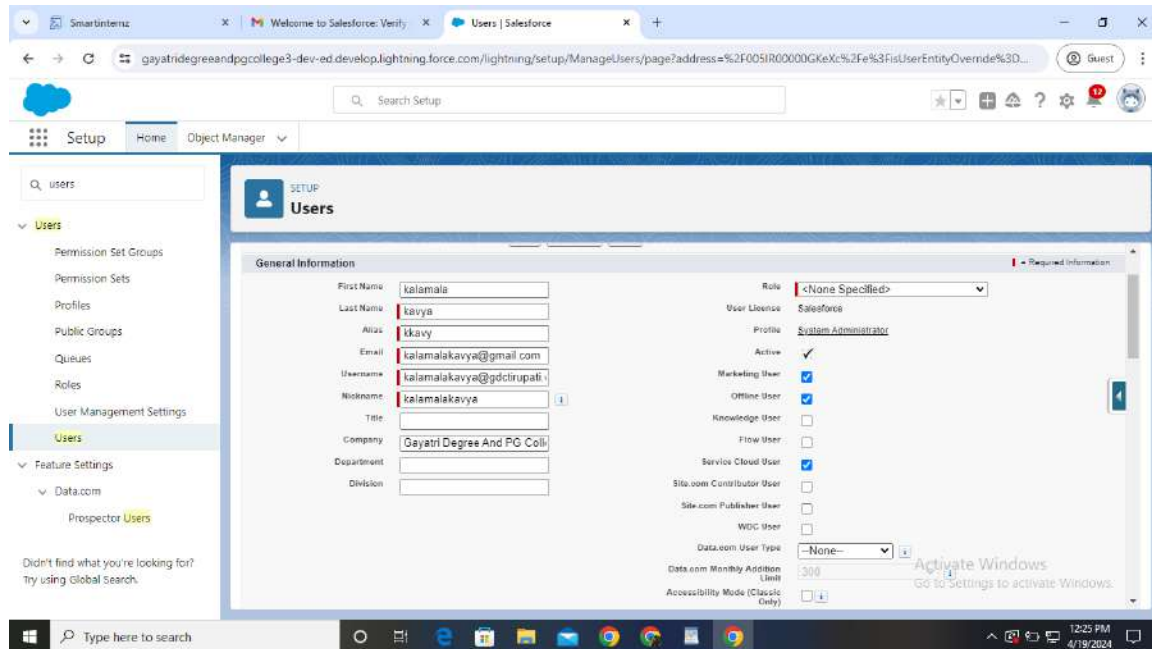 Smartinternz
Welcome to Salesforce: Verify
Users | Salesforce
gayatridegreeandpgcollege3-dev-ed.develop.lightning.force.com/lightning/setup/ManageUsers/page?address=%2F005IR00000GKeXc%2Fe%3FisUserEntityOverride%3D...
Guest
Search Setup
12
Setup
Home
Object Manager
users
SETUP
Users
Users
Permission Set Groups
Permission Sets
Profiles
Public Groups
Queues
Roles
User Management Settings
Users
Feature Settings
Data.com
Prospector Users
Didn't find what you're looking for?
Try using Global Search.
General Information
= Required Information
First Name kalamala
Last Name kavya
Alias kkavy
Email kalamalakavya@gmail.com
Username kalamalakavya@gdctirupati.
Nickname kalamalakavya
Title
Company Gayatri Degree And PG Coll
Department
Division
Role <None Specified>
User License Salesforce
Profile System Administrator
Active
Marketing User
Offline User
Knowledge User
Flow User
Service Cloud User
Site.com Contributor User
Site.com Publisher User
WDC User
Data.com User Type --None--
Data.com Monthly Addition Limit 300
Accessibility Mode (Classic Only)
Activate Windows
Go to Settings to activate Windows.
Type here to search
12:25 PM
4/19/2024